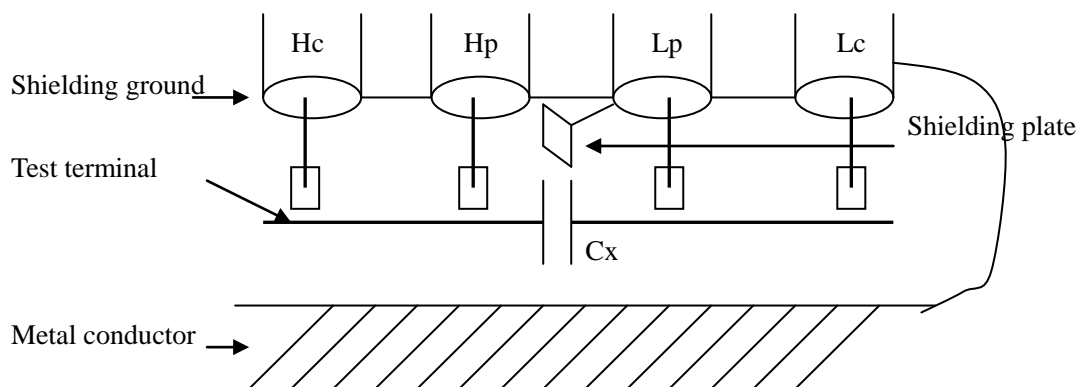 Hc Hp Lp Lc
Shielding ground
Shielding plate
Test terminal
Cx
Metal conductor